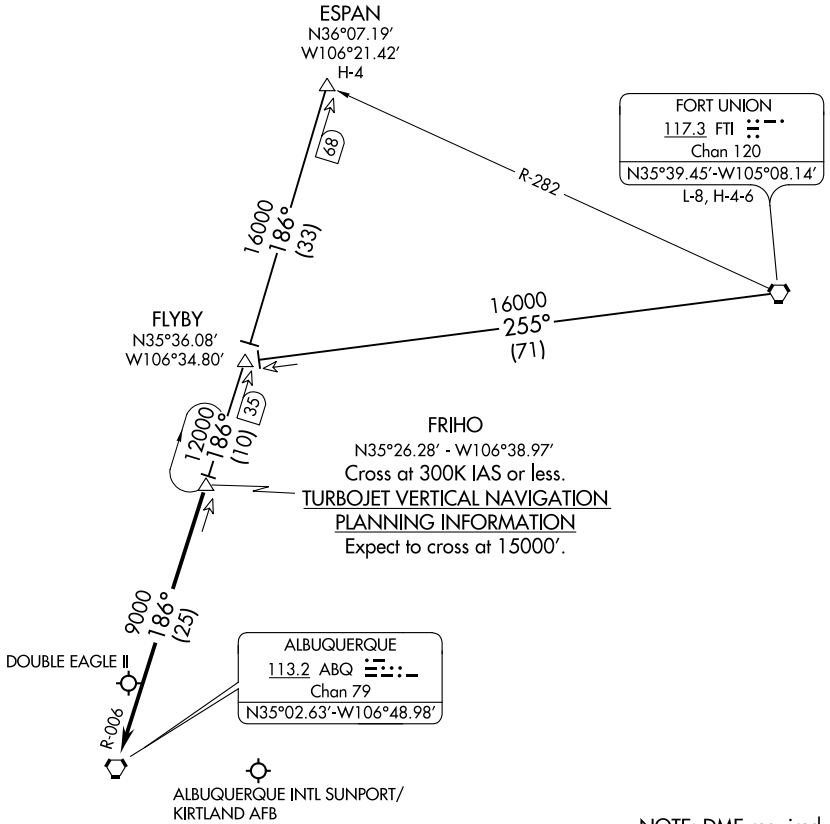 ESPAN
N36°07.19'
W106°21.42'
H-4
68
FORT UNION
117.3 FTI
Chan 120
N35°39.45'-W105°08.14'
L-8, H-4-6
R-282
16000
186°
(33)
16000
255°
(71)
FLYBY
N35°36.08'
W106°34.80'
35
12000
186°
(10)
FRIHO
N35°26.28' - W106°38.97'
Cross at 300K IAS or less.
TURBOJET VERTICAL NAVIGATION
PLANNING INFORMATION
Expect to cross at 15000'.
9000
186°
(25)
DOUBLE EAGLE II
ALBUQUERQUE
113.2 ABQ
Chan 79
N35°02.63'-W106°48.98'
R-006
ALBUQUERQUE INTL SUNPORT/
KIRTLAND AFB
NOTE: DME required